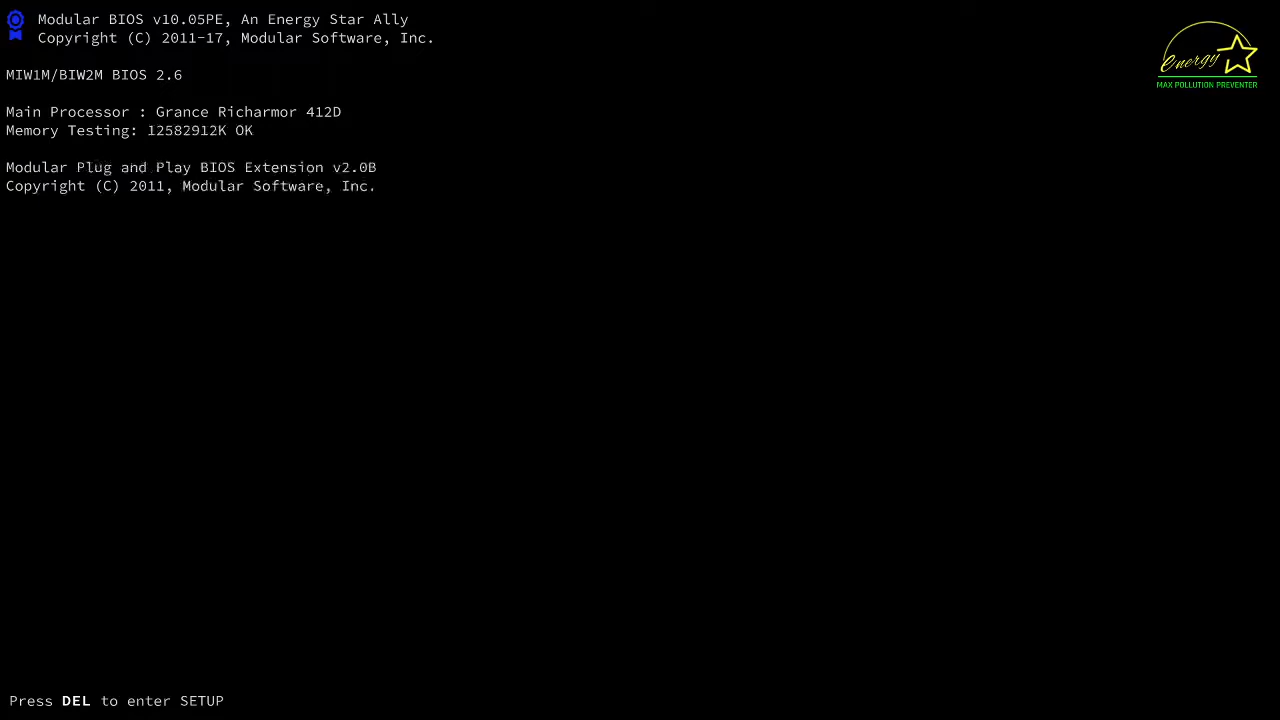 Modular BIOS v10.05PE, An Energy Star Ally
Copyright (C) 2011-17, Modular Software, Inc.
energy
MAX POLLUTION PREVENTER
MIW1M/BIW2M BIOS 2.6
Main Processor : Grance Richarmor 412D
Memory Testing: 12582912K OK
Modular Plug and Play BIOS Extension v2.0B
Copyright (C) 2011, Modular Software, Inc.
Press DEL to enter SETUP